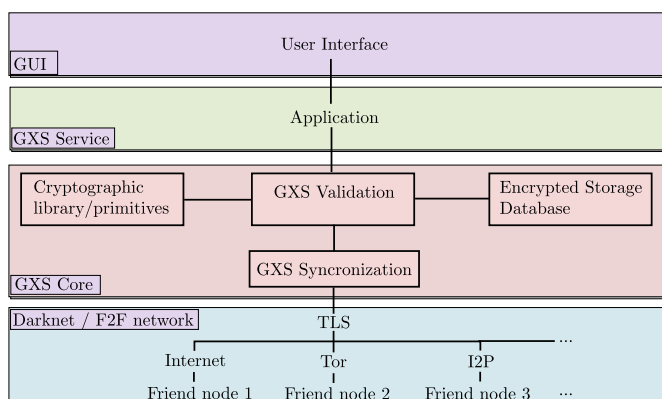 User Interface
GUI
Application
GXS Service
Cryptographic
library/primitives
GXS Validation
Encrypted Storage
Database
GXS Syncronization
GXS Core
Darknet / F2F network
TLS
...
Internet
Tor
I2P
Friend node 1
Friend node 2
Friend node 3
...